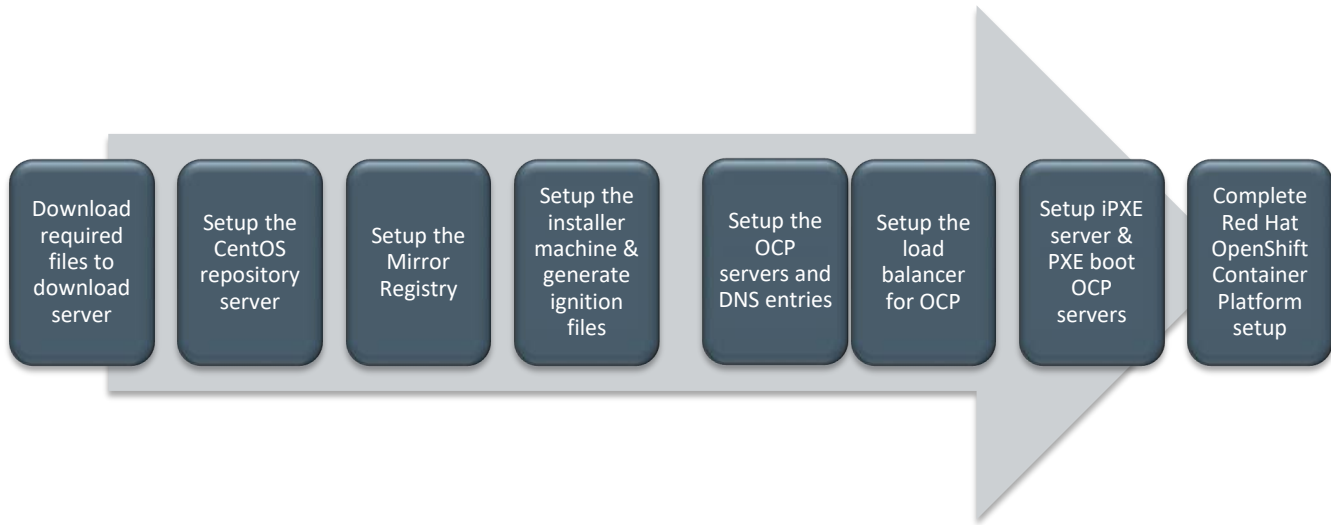 Download
required
files to
download
server
Setup the
CentOS
repository
server
Setup the
Mirror
Registry
Setup the
installer
machine &
generate
ignition
files
Setup the
OCP
servers and
DNS entries
Setup the
load
balancer
for OCP
Setup iPXE
server &
PXE boot
OCP
servers
Complete
Red Hat
OpenShift
Container
Platform
setup